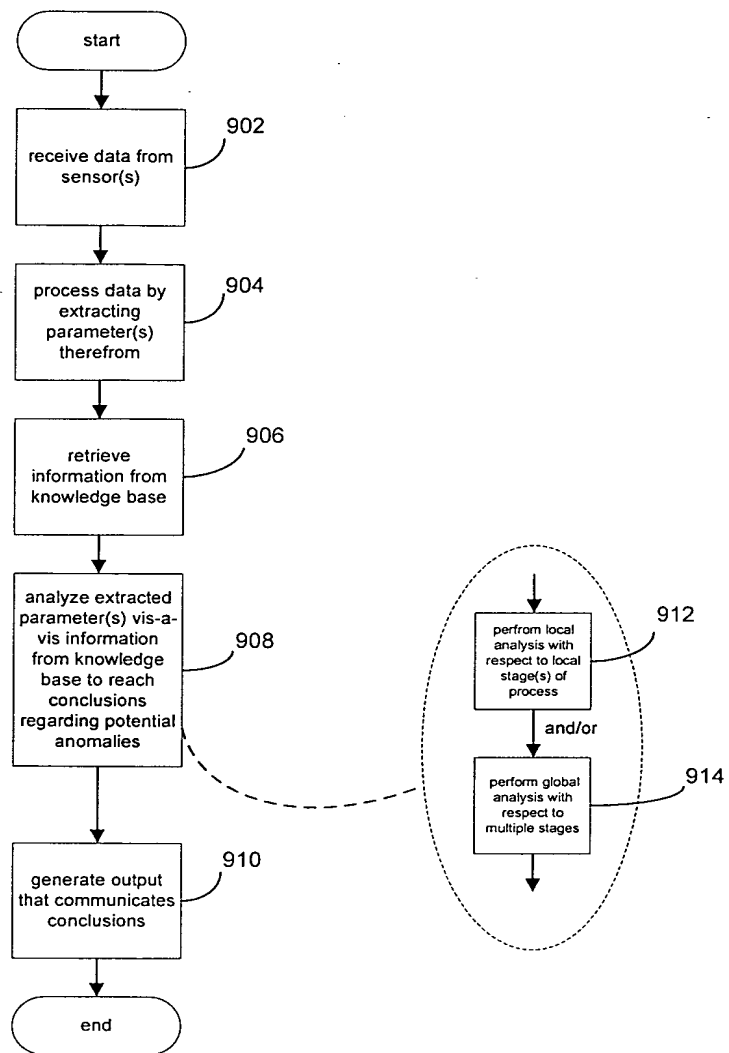 start
902
receive data from
sensor(s)
904
process data by
extracting
parameter(s)
therefrom
906
retrieve
information from
knowledge base
908
analyze extracted
parameter(s) vis-a-
vis information
from knowledge
base to reach
conclusions
regarding potential
anomalies
912
perfrom local
analysis with
respect to local
stage(s) of
process
and/or
914
perform global
analysis with
respect to
multiple stages
910
generate output
that communicates
conclusions
end